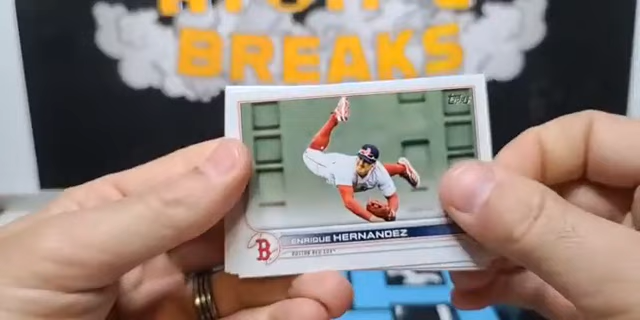 BREAKS
Topps
B
ENRIQUE HERNANDEZ
BOSTON RED SOX